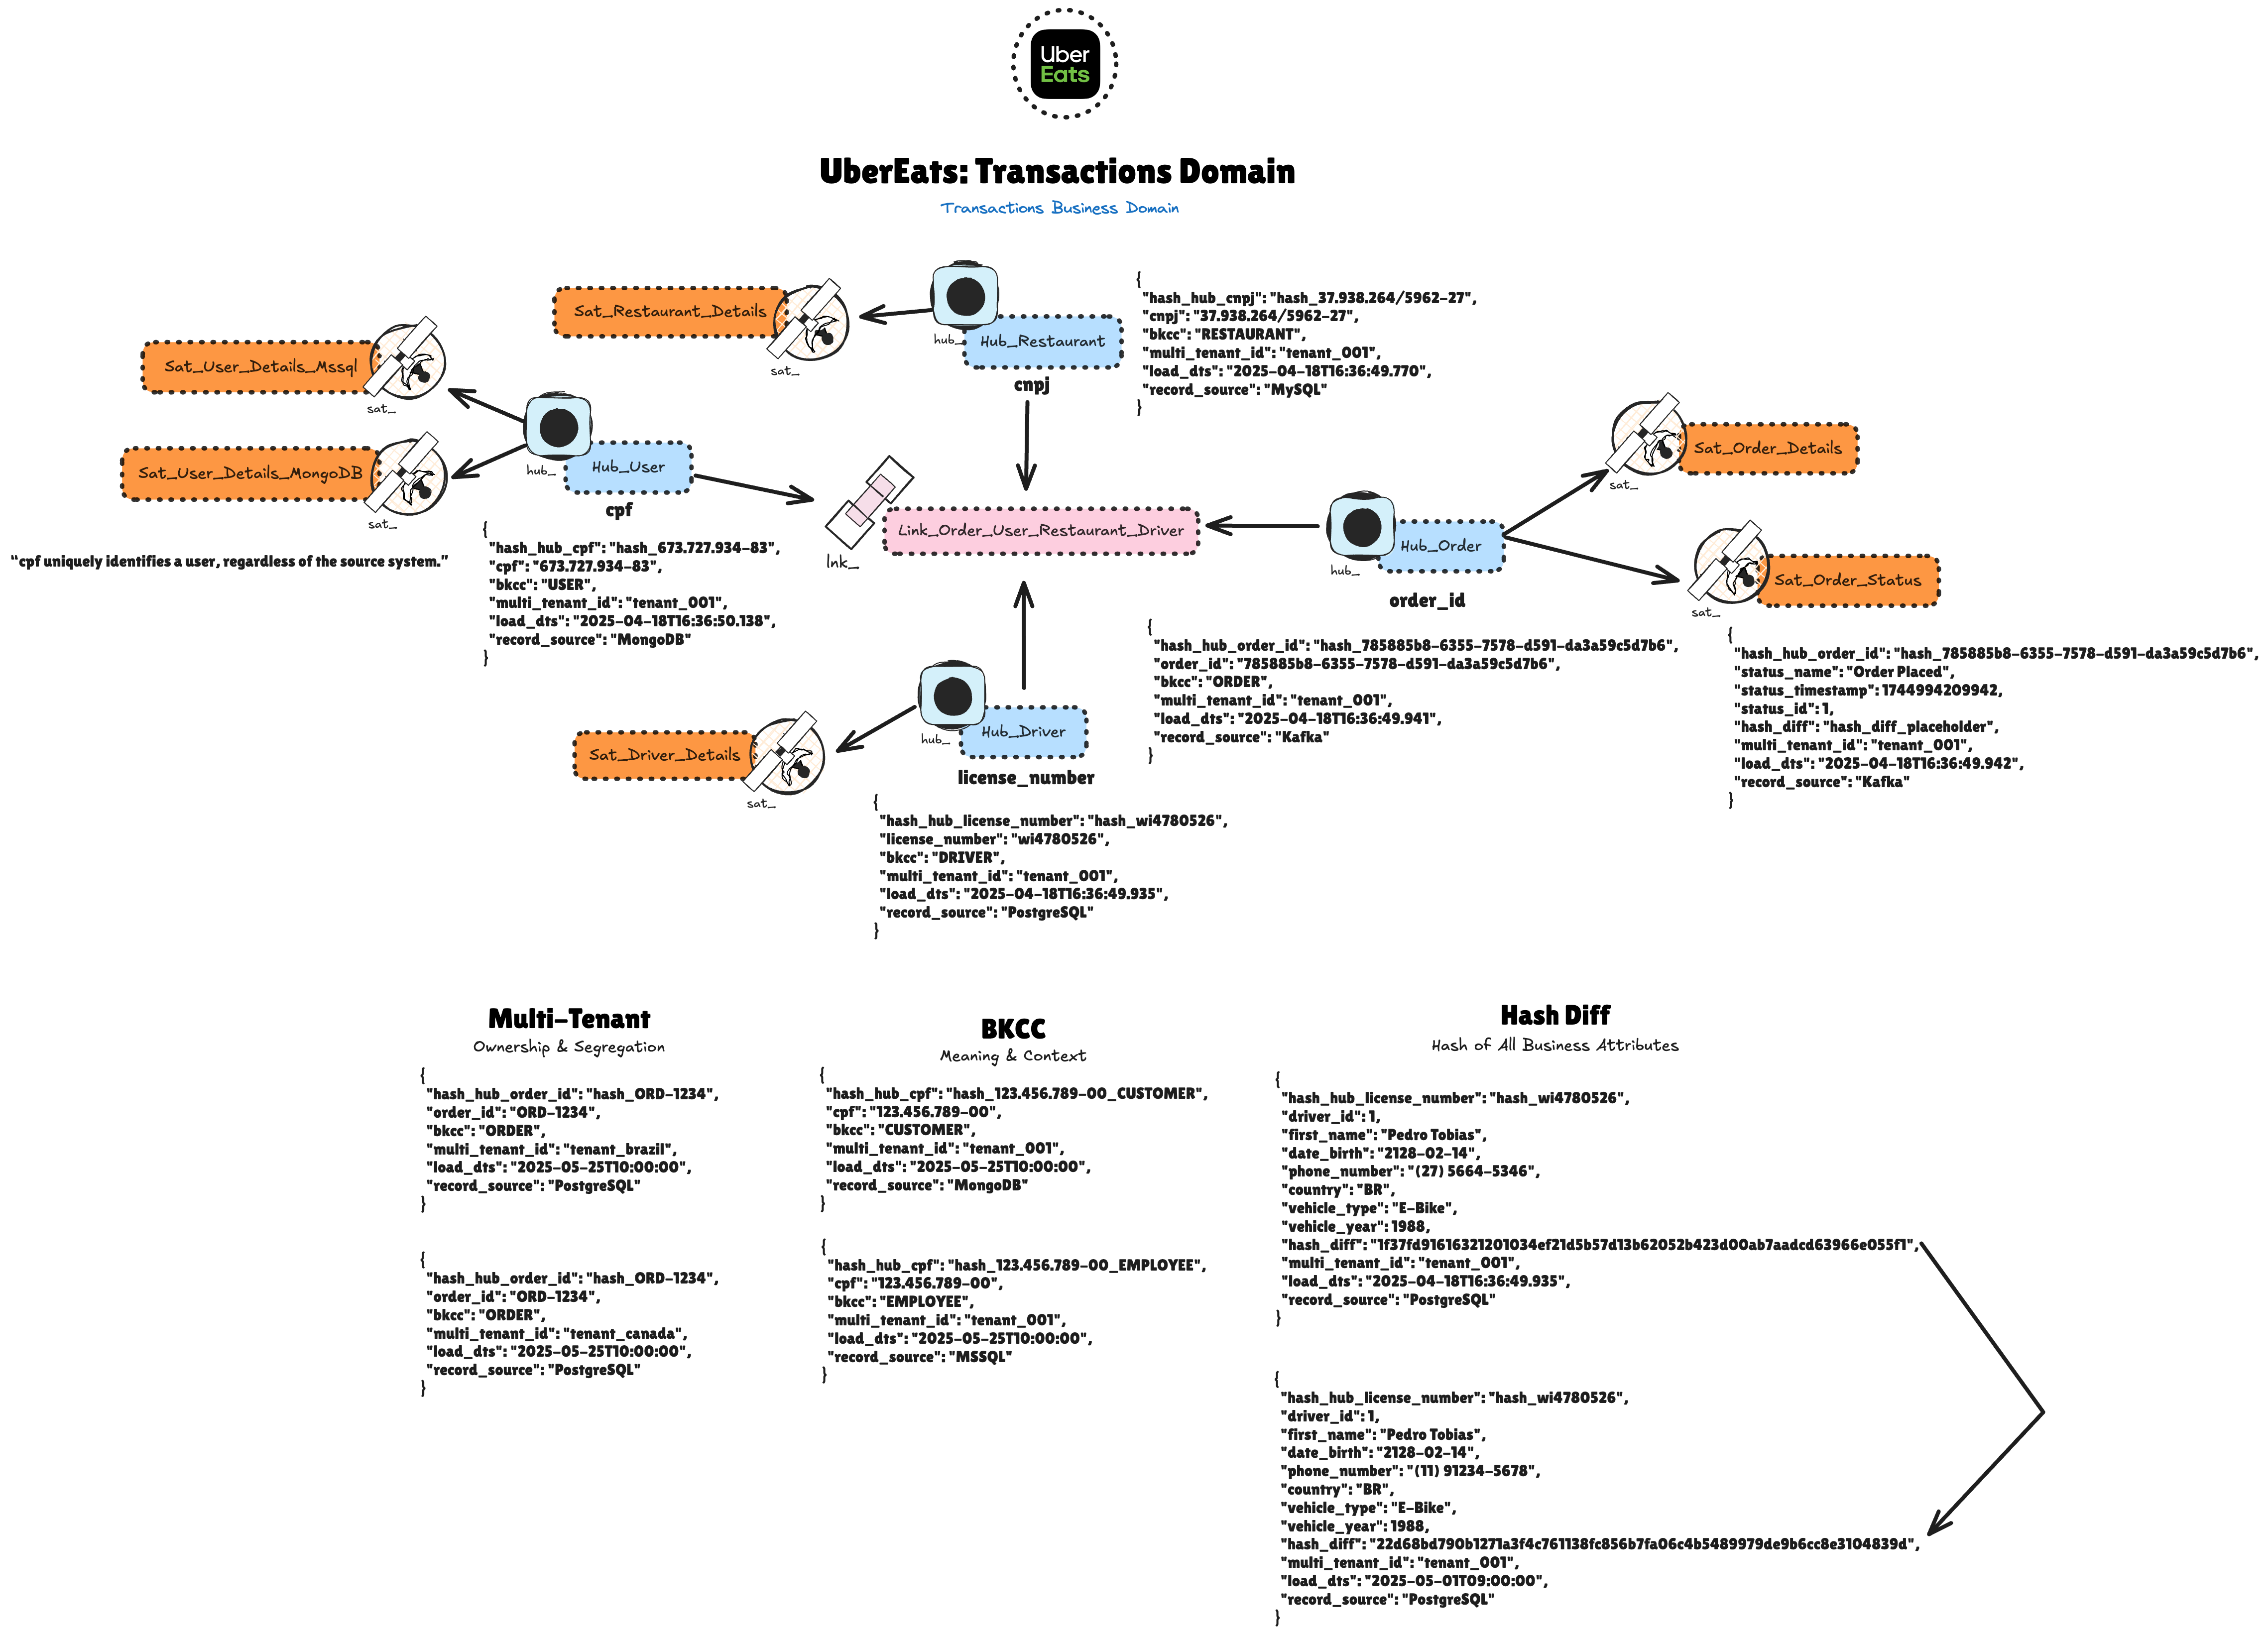 Uber
Eats
UberEats: Transactions Domain
Transactions Business Domain
Sat_Restaurant_Details
sat_
hub_
Hub_Restaurant
cnpj
{
"hash_hub_cnpj": "hash_37.938.264/5962-27",
"cnpj": "37.938.264/5962-27",
"bkcc": "RESTAURANT",
"multi_tenant_id": "tenant_001",
"load_dts": "2025-04-18T16:36:49.770",
"record_source": "MySQL"
}
Sat_User_Details_Mssql
sat_
Sat_User_Details_MongoDB
sat_
"cpf uniquely identifies a user, regardless of the source system."
hub_
Hub_User
cpf
{
"hash_hub_cpf": "hash_673.727.934-83",
"cpf": "673.727.934-83",
"bkcc": "USER",
"multi_tenant_id": "tenant_001",
"load_dts": "2025-04-18T16:36:50.138",
"record_source": "MongoDB"
}
lnk_
Link_Order_User_Restaurant_Driver
hub_
Hub_Order
order_id
{
"hash_hub_order_id": "hash_785885b8-6355-7578-d591-da3a59c5d7b6",
"order_id": "785885b8-6355-7578-d591-da3a59c5d7b6",
"bkcc": "ORDER",
"multi_tenant_id": "tenant_001",
"load_dts": "2025-04-18T16:36:49.941",
"record_source": "Kafka"
}
sat_
Sat_Order_Details
sat_
Sat_Order_Status
{
"hash_hub_order_id": "hash_785885b8-6355-7578-d591-da3a59c5d7b6",
"status_name": "Order Placed",
"status_timestamp": 1744994209942,
"status_id": 1,
"hash_diff": "hash_diff_placeholder",
"multi_tenant_id": "tenant_001",
"load_dts": "2025-04-18T16:36:49.942",
"record_source": "Kafka"
}
Sat_Driver_Details
sat_
hub_
Hub_Driver
license_number
{
"hash_hub_license_number": "hash_wi4780526",
"license_number": "wi4780526",
"bkcc": "DRIVER",
"multi_tenant_id": "tenant_001",
"load_dts": "2025-04-18T16:36:49.935",
"record_source": "PostgreSQL"
}
Multi-Tenant
Ownership & Segregation
{
"hash_hub_order_id": "hash_ORD-1234",
"order_id": "ORD-1234",
"bkcc": "ORDER",
"multi_tenant_id": "tenant_brazil",
"load_dts": "2025-05-25T10:00:00",
"record_source": "PostgreSQL"
}
{
"hash_hub_order_id": "hash_ORD-1234",
"order_id": "ORD-1234",
"bkcc": "ORDER",
"multi_tenant_id": "tenant_canada",
"load_dts": "2025-05-25T10:00:00",
"record_source": "PostgreSQL"
}
BKCC
Meaning & Context
{
"hash_hub_cpf": "hash_123.456.789-00_CUSTOMER",
"cpf": "123.456.789-00",
"bkcc": "CUSTOMER",
"multi_tenant_id": "tenant_001",
"load_dts": "2025-05-25T10:00:00",
"record_source": "MongoDB"
}
{
"hash_hub_cpf": "hash_123.456.789-00_EMPLOYEE",
"cpf": "123.456.789-00",
"bkcc": "EMPLOYEE",
"multi_tenant_id": "tenant_001",
"load_dts": "2025-05-25T10:00:00",
"record_source": "MSSQL"
}
Hash Diff
Hash of All Business Attributes
{
"hash_hub_license_number": "hash_wi4780526",
"driver_id": 1,
"first_name": "Pedro Tobias",
"date_birth": "2128-02-14",
"phone_number": "(27) 5664-5346",
"country": "BR",
"vehicle_type": "E-Bike",
"vehicle_year": 1988,
"hash_diff": "1f37fd91616321201034ef21d5b57d13b62052b423d00ab7aadcd63966e055f1",
"multi_tenant_id": "tenant_001",
"load_dts": "2025-04-18T16:36:49.935",
"record_source": "PostgreSQL"
}
{
"hash_hub_license_number": "hash_wi4780526",
"driver_id": 1,
"first_name": "Pedro Tobias",
"date_birth": "2128-02-14",
"phone_number": "(11) 91234-5678",
"country": "BR",
"vehicle_type": "E-Bike",
"vehicle_year": 1988,
"hash_diff": "22d68bd790b1271a3f4c761138fc856b7fa06c4b5489979de9b6cc8e3104839d",
"multi_tenant_id": "tenant_001",
"load_dts": "2025-05-01T09:00:00",
"record_source": "PostgreSQL"
}